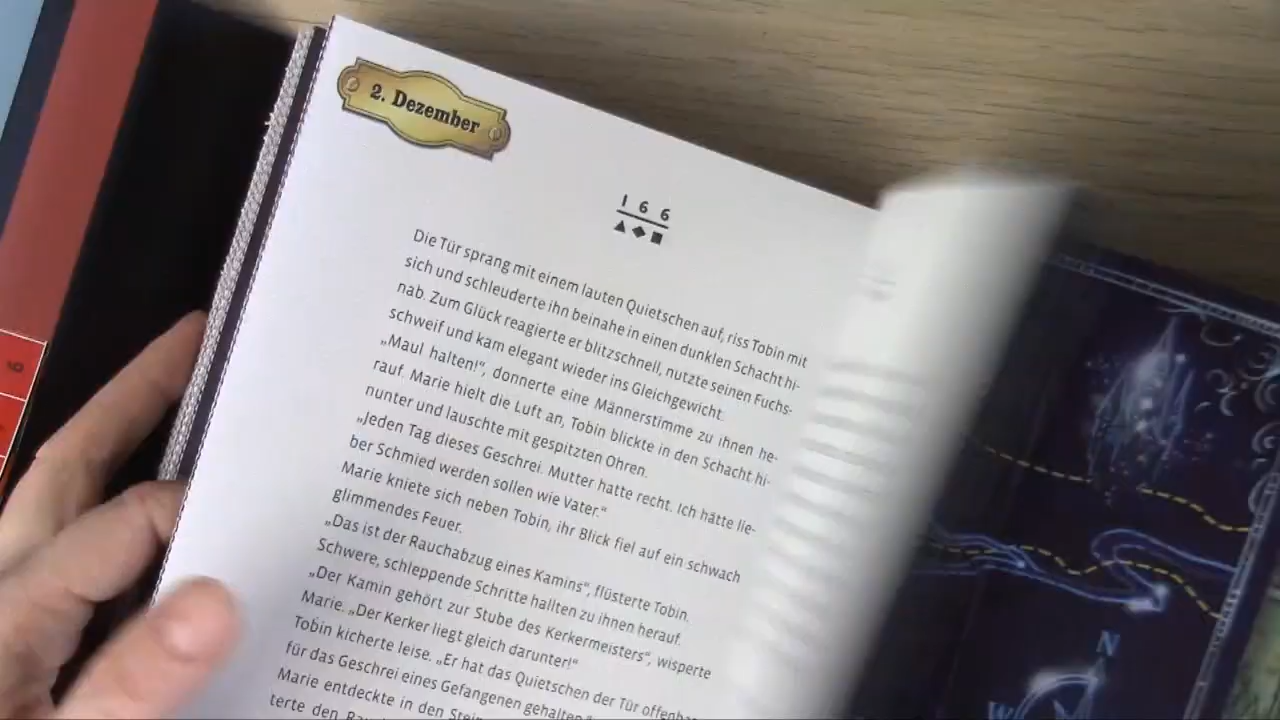 2. Dezember
1 6 6
Die Tür sprang mit einem lauten Quietschen auf, riss Tobin mit
sich und schleuderte ihn beinahe in einen dunklen Schacht hi-
nab. Zum Glück reagierte er blitzschnell, nutzte seinen Fuchs-
schweif und kam elegant wieder ins Gleichgewicht.
„Maul halten!“, donnerte eine Männerstimme zu ihnen he-
rauf. Marie hielt die Luft an, Tobin blickte in den Schacht hi-
nunter und lauschte mit gespitzten Ohren.
„Jeden Tag dieses Geschrei. Mutter hatte recht. Ich hätte lie-
ber Schmied werden sollen wie Vater.“
Marie kniete sich neben Tobin, ihr Blick fiel auf ein schwach
glimmendes Feuer.
„Das ist der Rauchabzug eines Kamins“, flüsterte Tobin.
Schwere, schleppende Schritte hallten zu ihnen herauf.
„Der Kamin gehört zur Stube des Kerkermeisters“, wisperte
Marie. „Der Kerker liegt gleich darunter!“
Tobin kicherte leise. „Er hat das Quietschen der Tür
für das Geschrei eines Gefangenen gehalten.“
Marie entdeckte in den
terte den
N
W